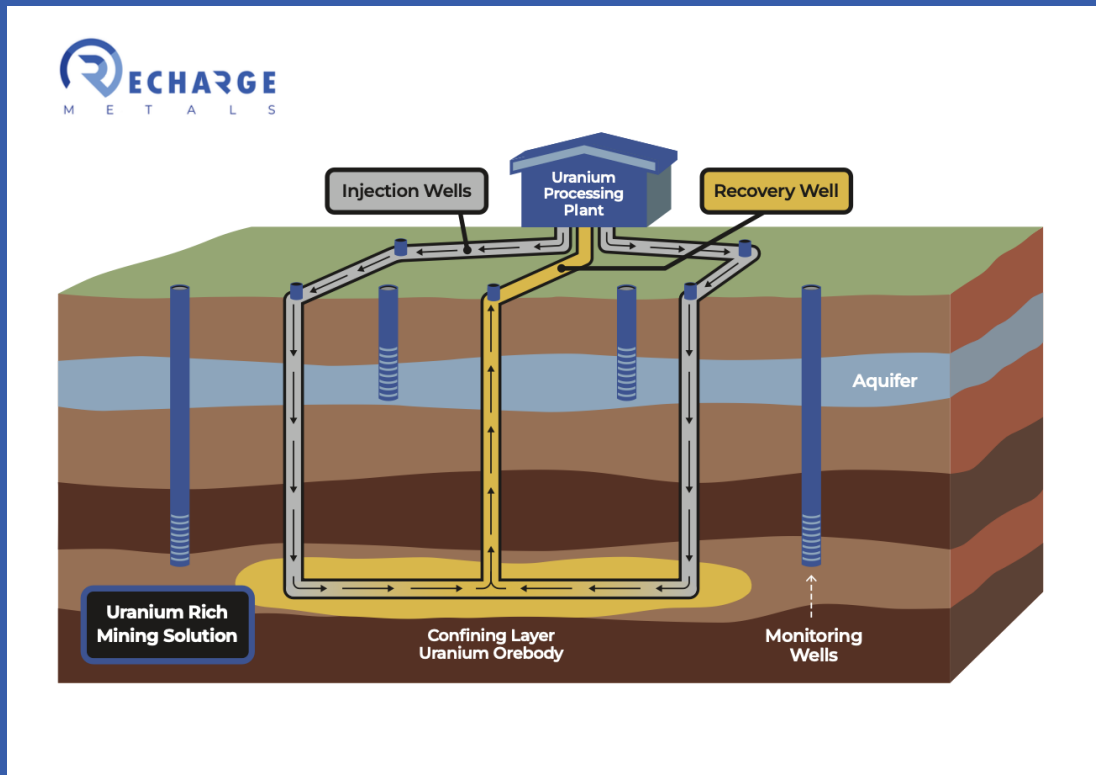 RECHARGE
METALS
Injection Wells
Uranium
Processing
Plant
Recovery Well
Aquifer
Uranium Rich
Mining Solution
Confining Layer
Uranium Orebody
Monitoring
Wells